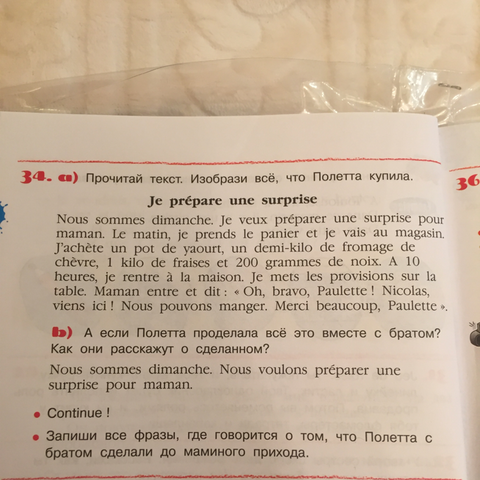 34. a) Прочитай текст. Изобрази всё, что Полетта купила.
Je prépare une surprise
Nous sommes dimanche. Je veux préparer une surprise pour
maman. Le matin, je prends le panier et je vais au magasin.
J'achète un pot de yaourt, un demi-kilo de fromage de
chèvre, 1 kilo de fraises et 200 grammes de noix. A 10
heures, je rentre à la maison. Je mets les provisions sur la
table. Maman entre et dit : « Oh, bravo, Paulette ! Nicolas,
viens ici ! Nous pouvons manger. Merci beaucoup, Paulette ».
b) А если Полетта проделала всё это вместе с братом?
Как они расскажут о сделанном?
Nous sommes dimanche. Nous voulons préparer une
surprise pour maman.
• Continue !
• Запиши все фразы, где говорится о том, что Полетта с
братом сделали до маминого прихода.
36